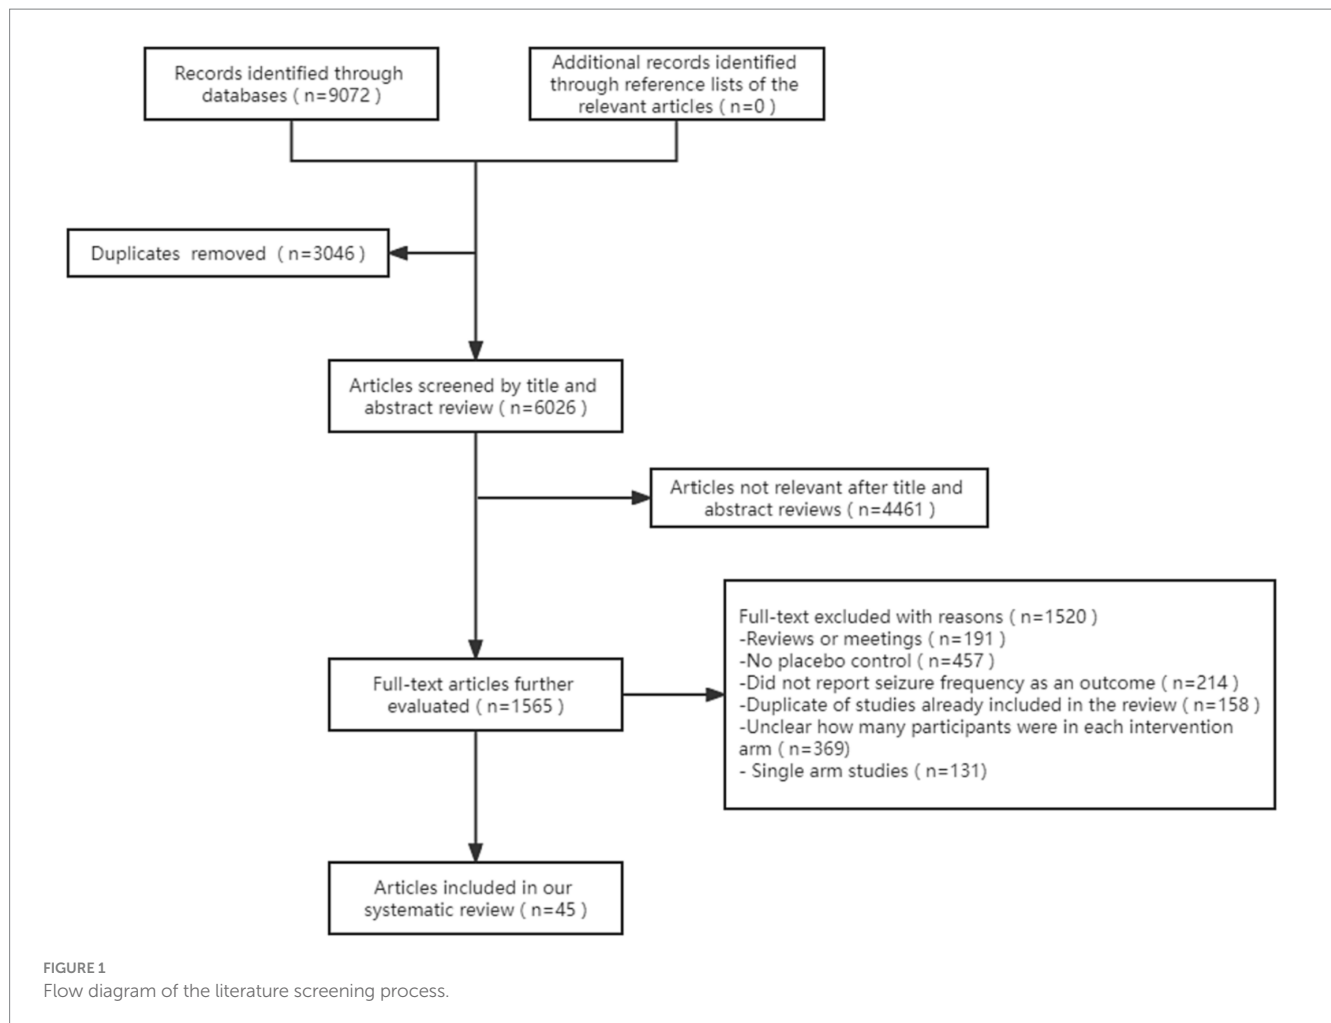 Records identified through
databases ( n=9072 )
Additional records identified
through reference lists of the
relevant articles ( n=0 )
Duplicates removed ( n=3046 )
Articles screened by title and
abstract review ( n=6026 )
Articles not relevant after title and
abstract reviews ( n=4461 )
Full-text articles further
evaluated ( n=1565 )
Full-text excluded with reasons ( n=1520 )
-Reviews or meetings ( n=191 )
-No placebo control ( n=457 )
-Did not report seizure frequency as an outcome ( n=214 )
-Duplicate of studies already included in the review ( n=158 )
-Unclear how many participants were in each intervention
arm ( n=369)
- Single arm studies ( n=131)
Articles included in our
systematic review ( n=45 )
FIGURE 1
Flow diagram of the literature screening process.